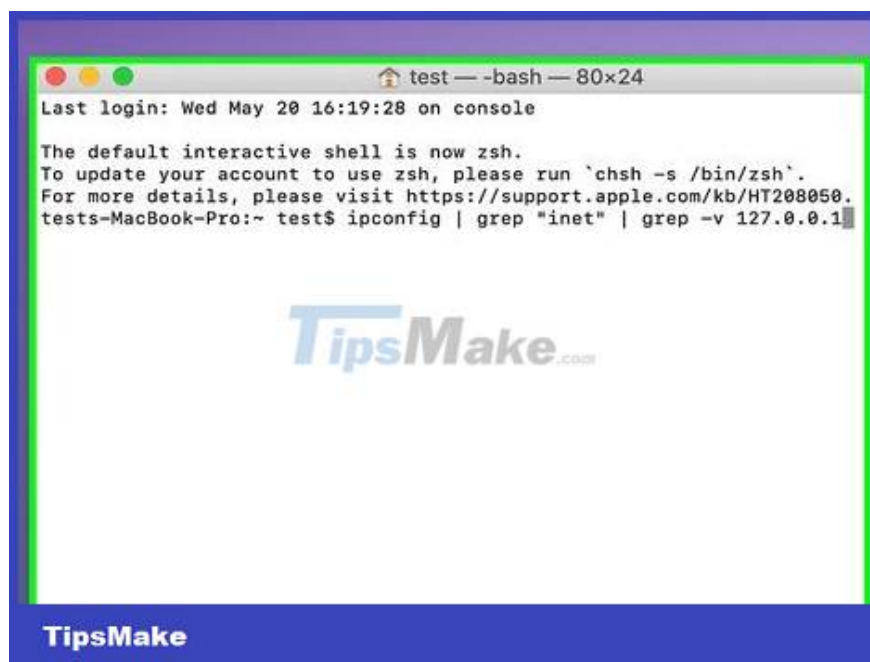 test — -bash — 80×24
Last login: Wed May 20 16:19:28 on console
The default interactive shell is now zsh.
To update your account to use zsh, please run `chsh -s /bin/zsh`.
For more details, please visit https://support.apple.com/kb/HT208050.
tests-MacBook-Pro:~ test$ ipconfig | grep "inet" | grep -v 127.0.0.1
TipsMake.com
TipsMake